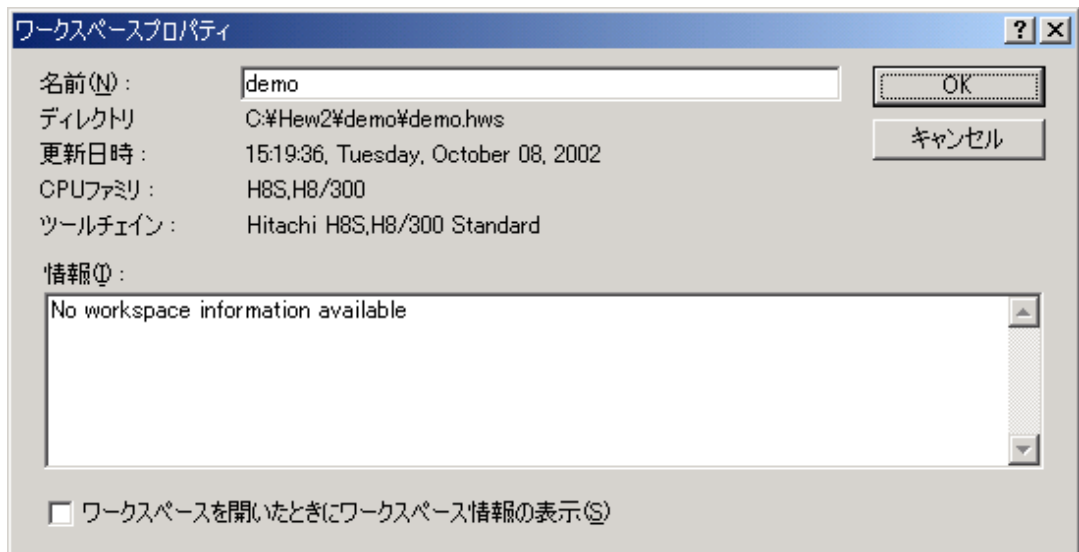 ワークスペースプロパティ
名前(N) : demo
OK
ディレクトリ C:¥Hew2¥demo¥demo.hws
更新日時 : 15:19:36, Tuesday, October 08, 2002
キャンセル
CPUファミリ : H8S,H8/300
ツールチェイン : Hitachi H8S,H8/300 Standard
情報(I) :
No workspace information available
ワークスペースを開いたときにワークスペース情報の表示(S)